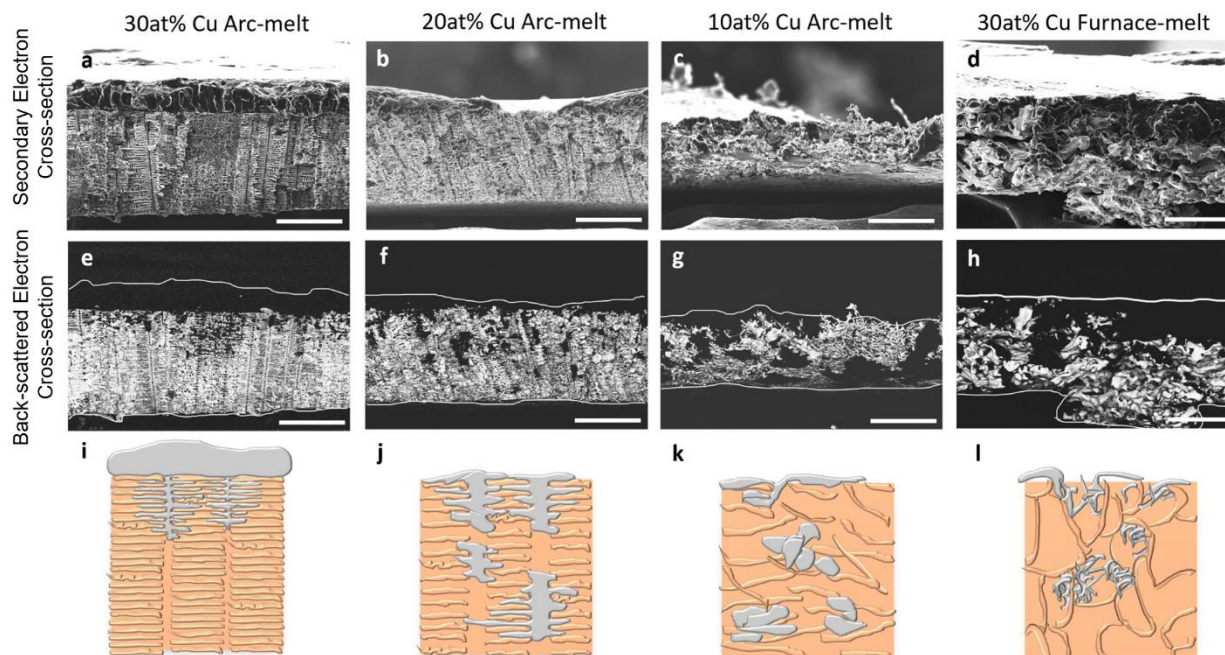 30at% Cu Arc-melt
20at% Cu Arc-melt
10at% Cu Arc-melt
30at% Cu Furnace-melt
Secondary Electron
Cross-section
a
b
c
d
Back-scattered Electron
Cross-section
e
f
g
h
i
j
k
l